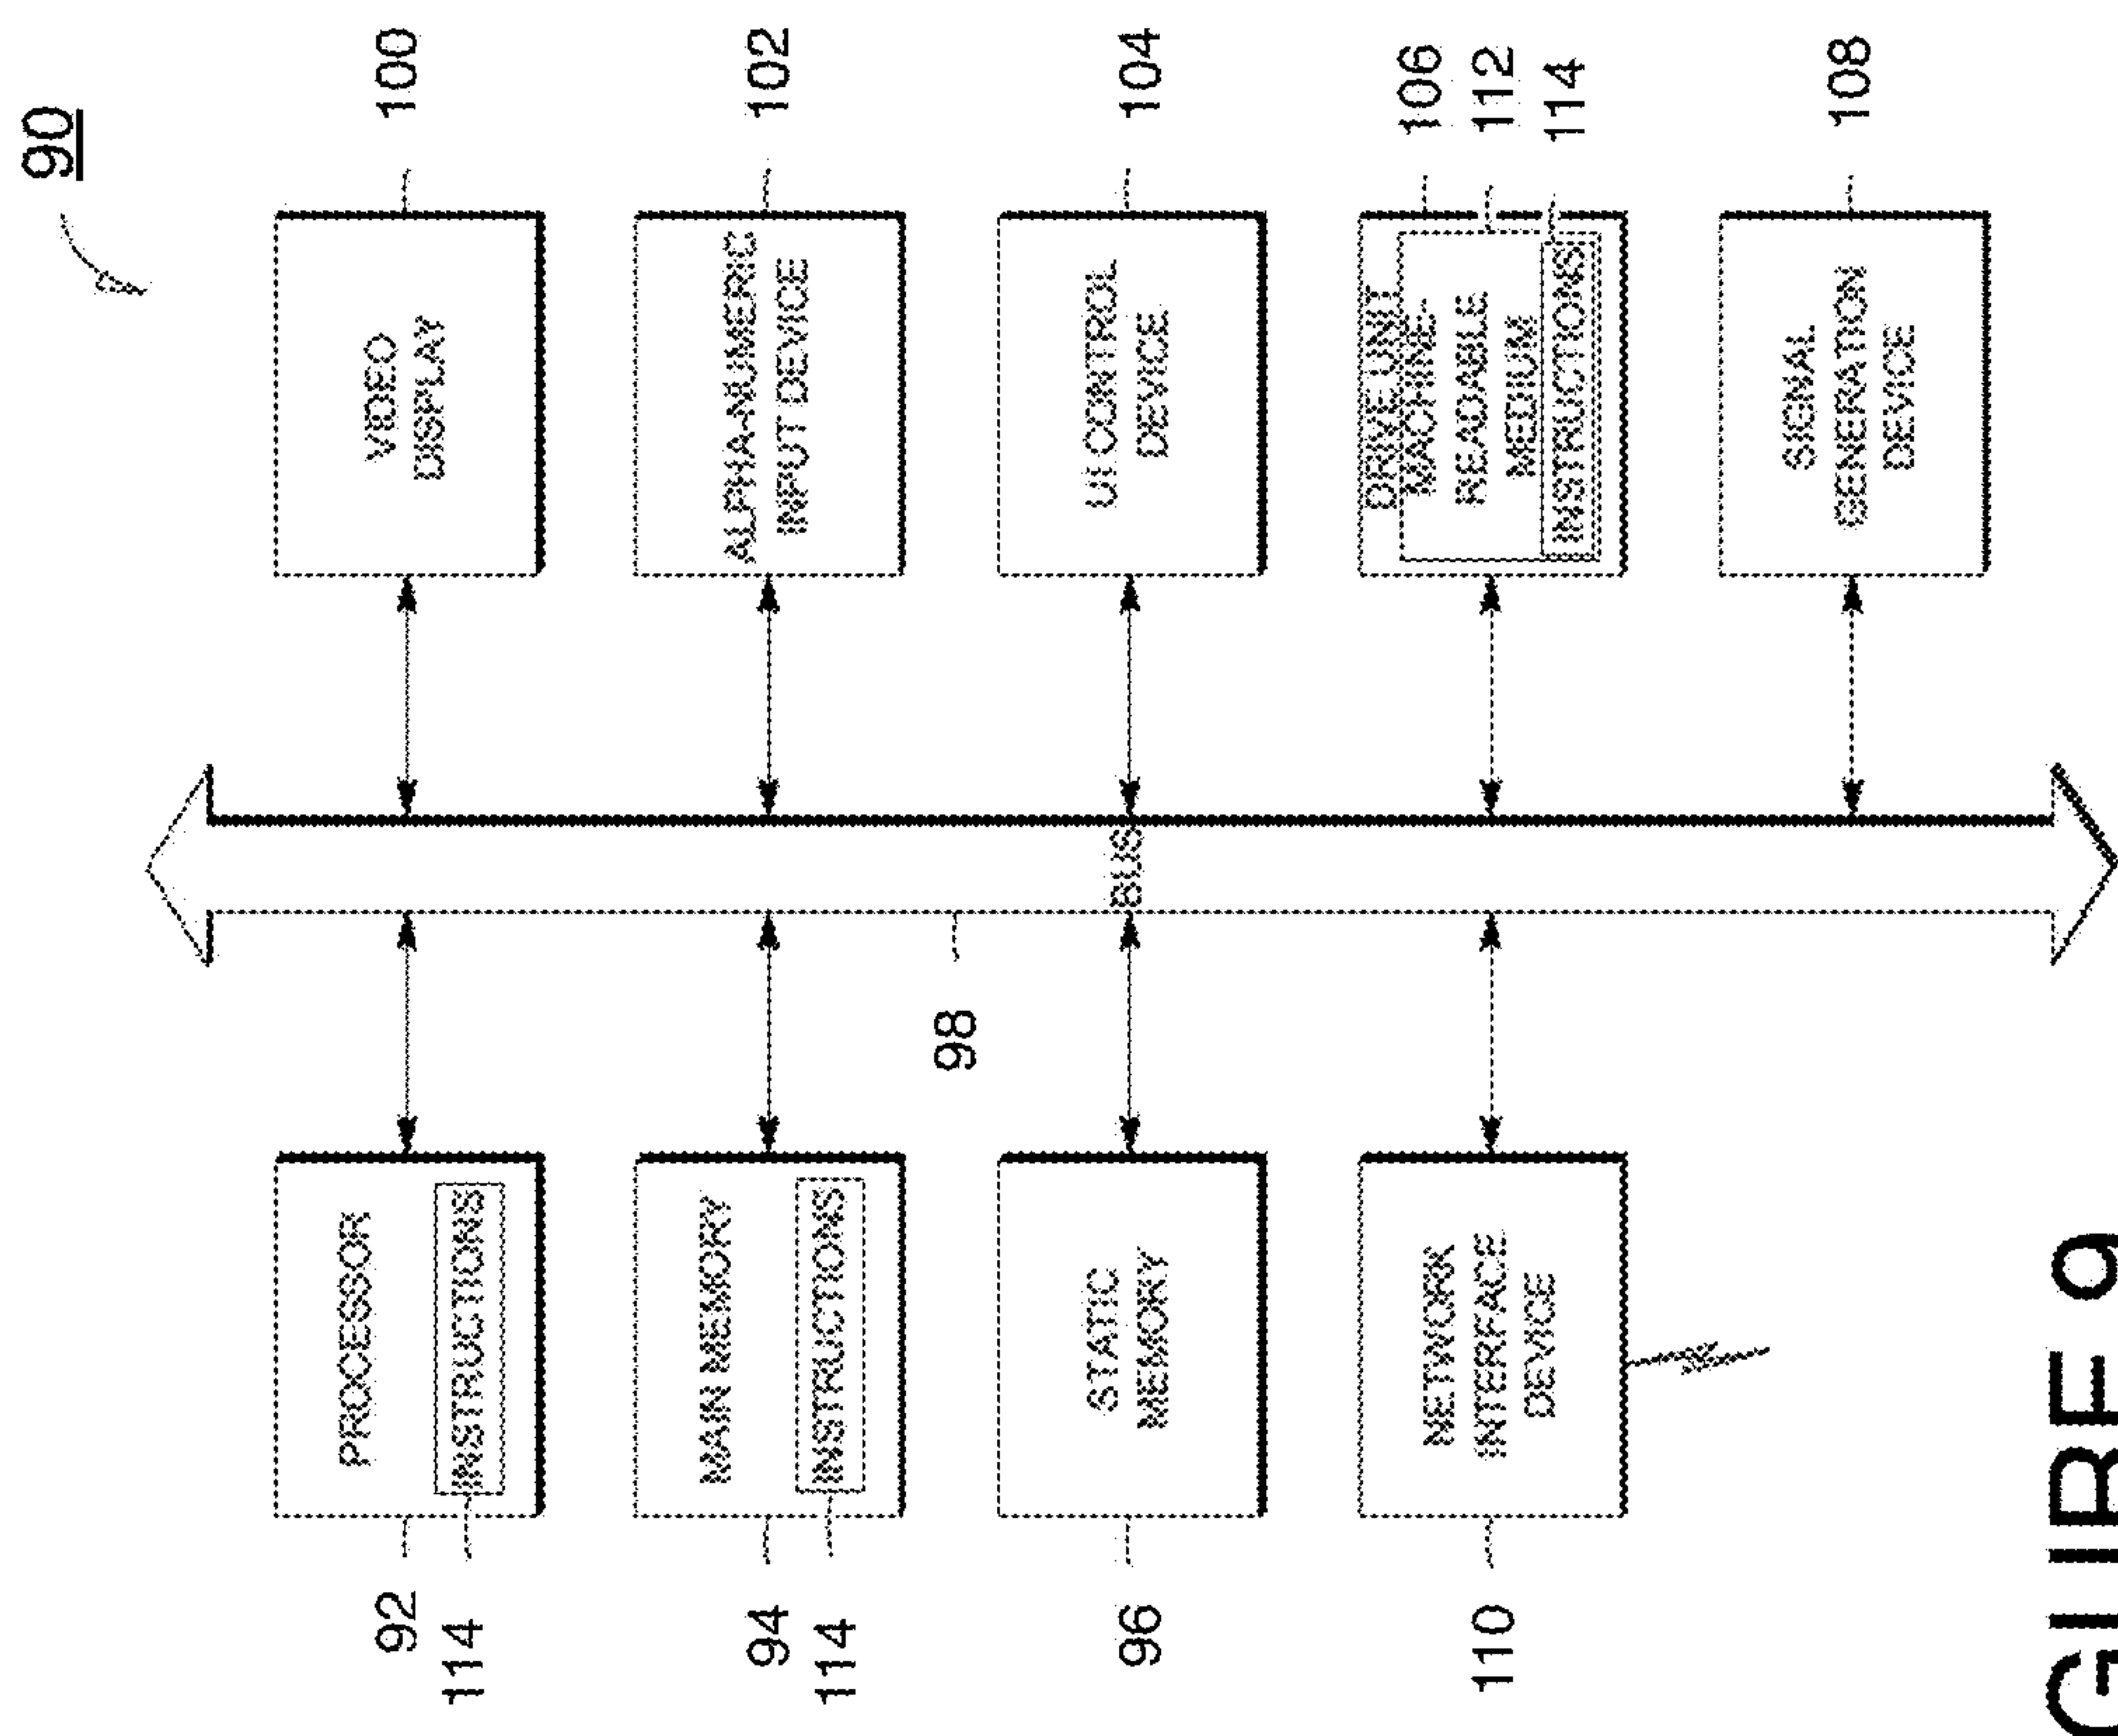 90
PROCESSOR
INSTRUCTIONS
92
114
VIDEO
DISPLAY
100
MAIN MEMORY
INSTRUCTIONS
94
114
ALPHA-NUMERIC
INPUT DEVICE
102
98
BUS
STATIC
MEMORY
96
UI CONTROL
DEVICE
104
NETWORK
INTERFACE
DEVICE
110
DRIVE UNIT
MACHINE-
READABLE
MEDIUM
INSTRUCTIONS
106
112
114
SIGNAL
GENERATION
DEVICE
108
GURE 9